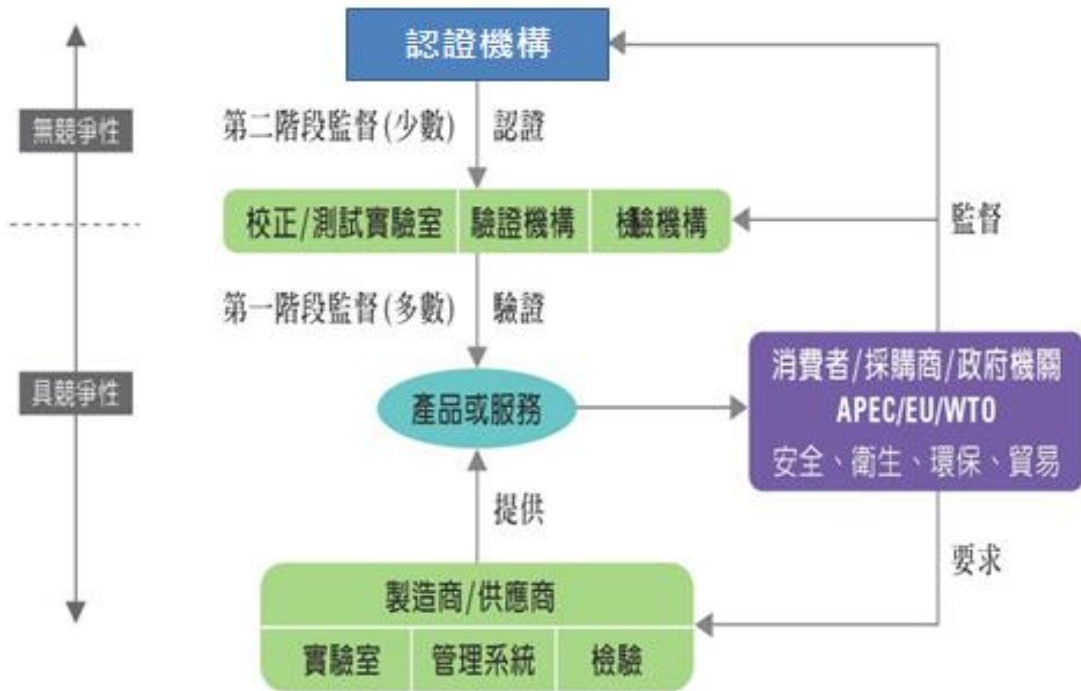 認證機構
無競爭性
第二階段監督(少數)
認證
校正/測試實驗室
驗證機構
檢驗機構
監督
第一階段監督(多數)
驗證
具競爭性
產品或服務
消費者/採購商/政府機關
APEC/EU/WTO
安全、衛生、環保、貿易
提供
要求
製造商/供應商
實驗室
管理系統
檢驗